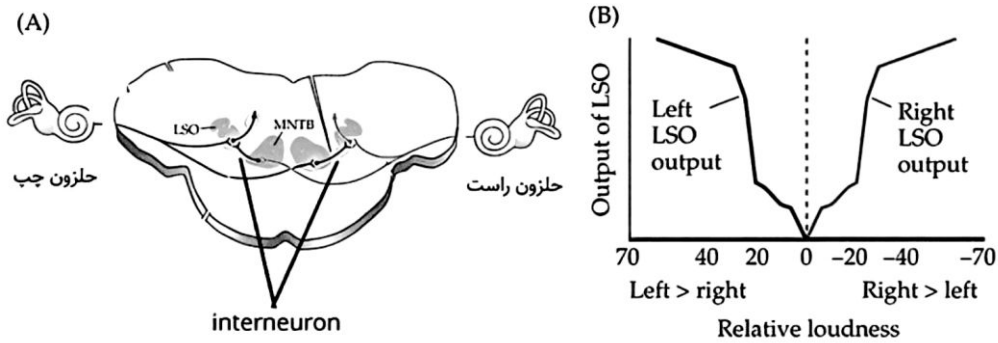 (A)
LSO
MNTB
حلزون چپ
حلزون راست
interneuron
(B)
Output of LSO
Left
LSO
output
Right
LSO
output
70 40 20 0 –20 –40 –70
Left > right
Right > left
Relative loudness